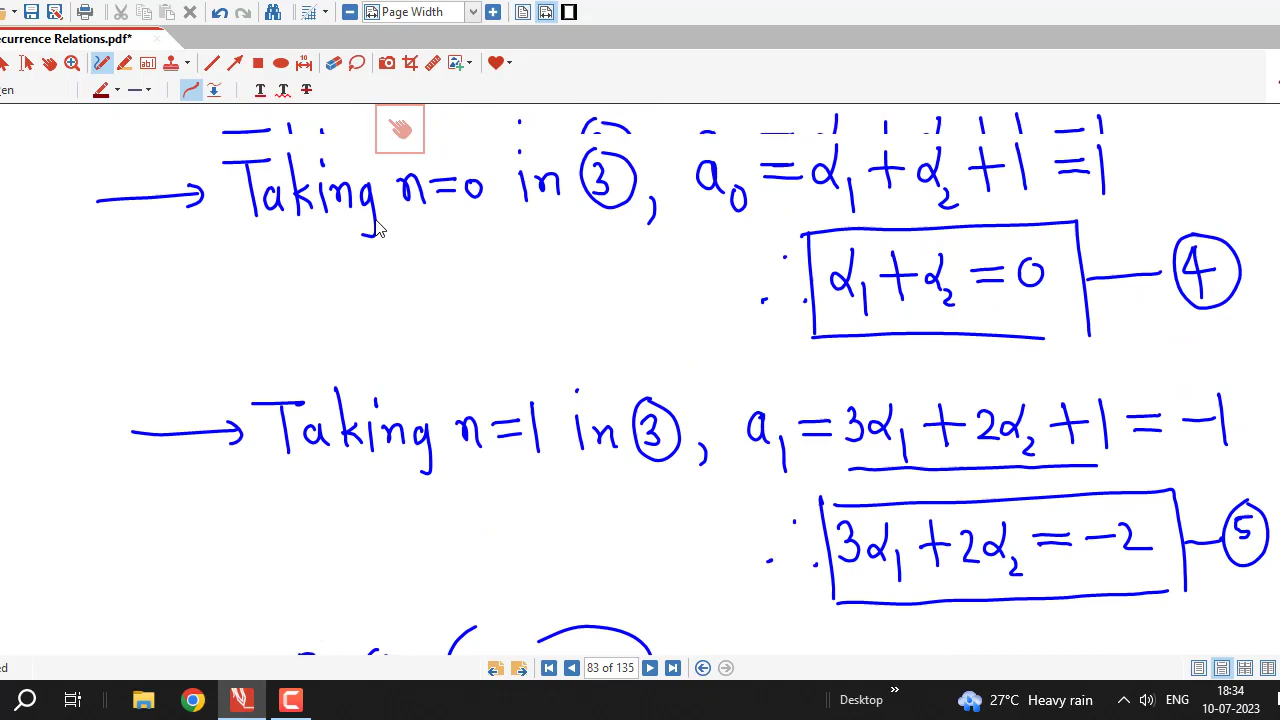 Page Width
currence Relations.pdf*
en
→ Taking n=0 in ③, a₀ = α₁ + α₂ + 1 = 1
∴ α₁ + α₂ = 0 — ④
→ Taking n=1 in ③, a₁ = 3α₁ + 2α₂ + 1 = -1
∴ 3α₁ + 2α₂ = -2 — ⑤
ed
83 of 135
Desktop
»
27°C Heavy rain
ENG
18:34
10-07-2023